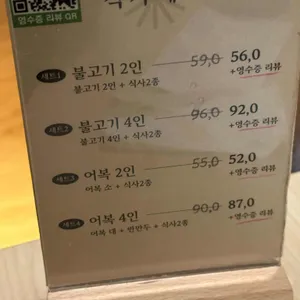 영수증 리뷰 QR
세트1 불고기 2인 59,0 56,0
불고기 2인 + 식사2종 +영수증 리뷰
세트2 불고기 4인 96,0 92,0
불고기 4인 + 식사2종 +영수증 리뷰
세트3 어복 2인 55,0 52,0
어복 소 + 식사2종 +영수증 리뷰
세트4 어복 4인 90,0 87,0
어복 대 + 빈반두 + 식사2종 +영수증 리뷰